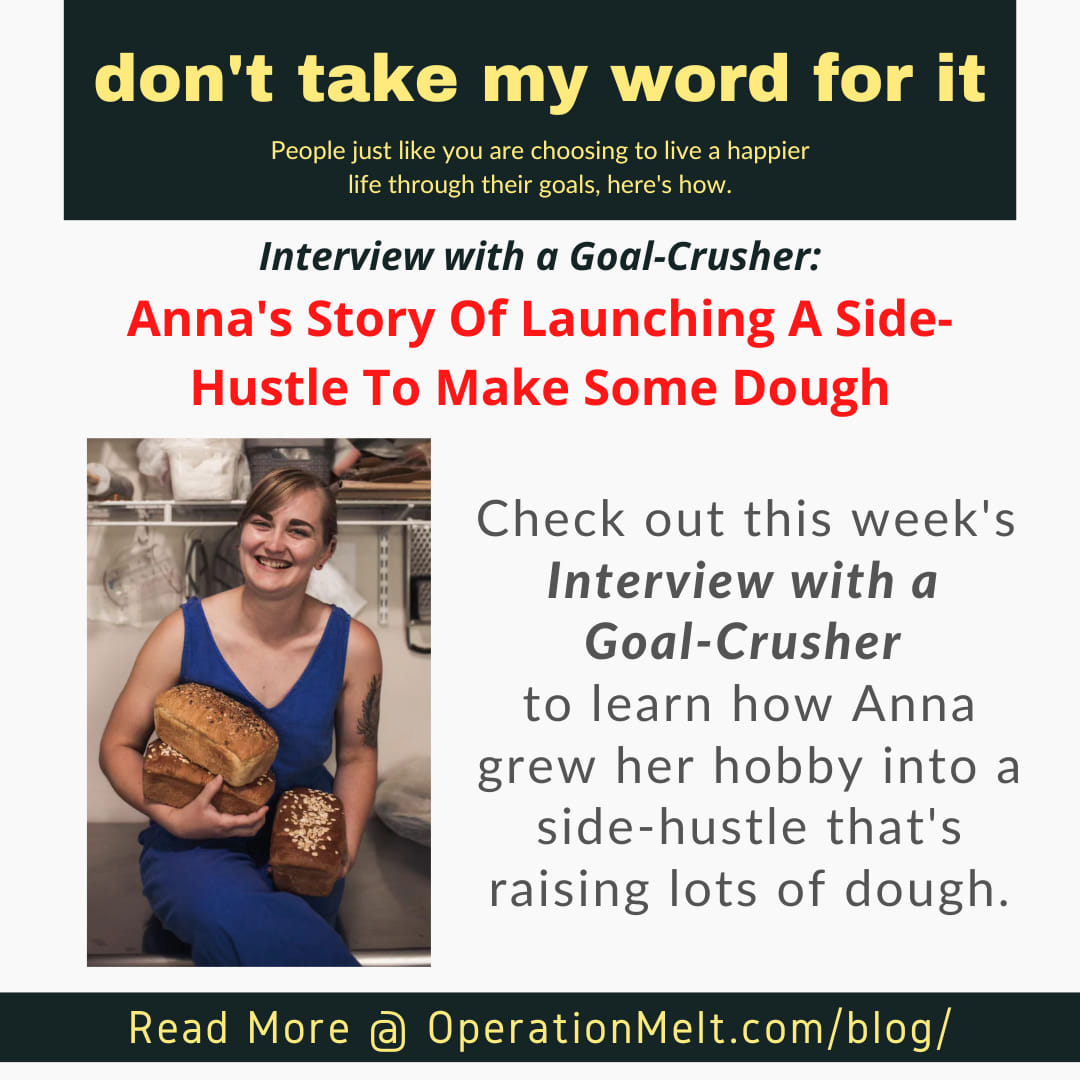 don't take my word for it
People just like you are choosing to live a happier
life through their goals, here's how.
Interview with a Goal-Crusher:
Anna's Story Of Launching A Side-
Hustle To Make Some Dough
Check out this week's
Interview with a
Goal-Crusher
to learn how Anna
grew her hobby into a
side-hustle that's
raising lots of dough.
Read More @ OperationMelt.com/blog/